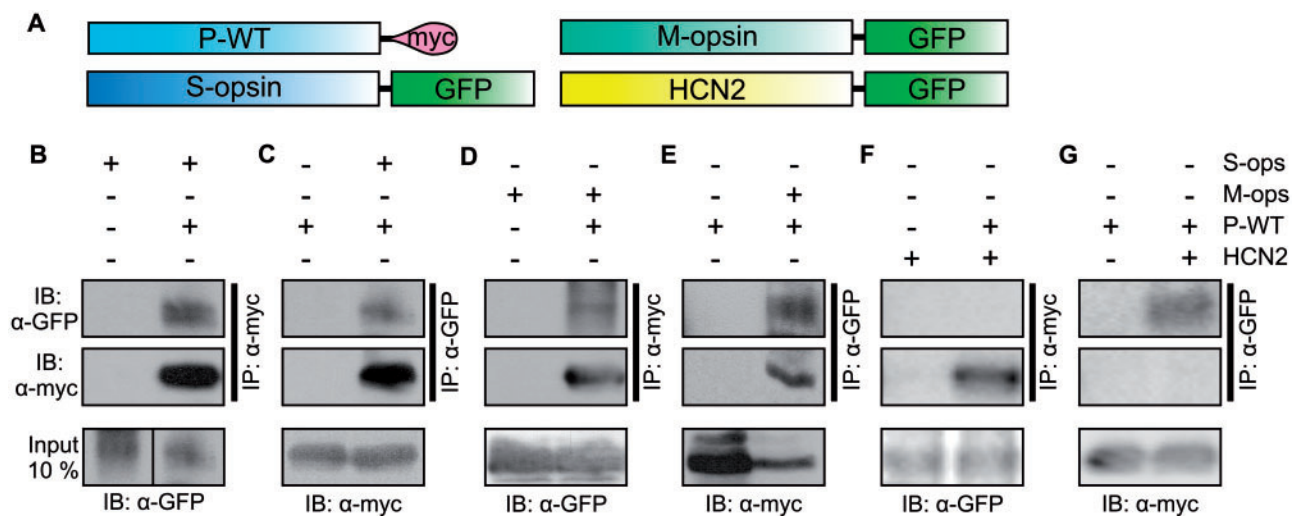 A
P-WT myc M-opsin GFP
S-opsin GFP HCN2 GFP
B C D E F G
+ + - + - - - - - - - - S-ops
- - - - + + - + - - - - M-ops
- + + + - + + + - + + + P-WT
- - - - - - - - + + - + HCN2
IB: α-GFP
IP: α-myc IP: α-GFP IP: α-myc IP: α-GFP IP: α-myc IP: α-GFP
IB: α-myc
Input 10 %
IB: α-GFP IB: α-myc IB: α-GFP IB: α-myc IB: α-GFP IB: α-myc